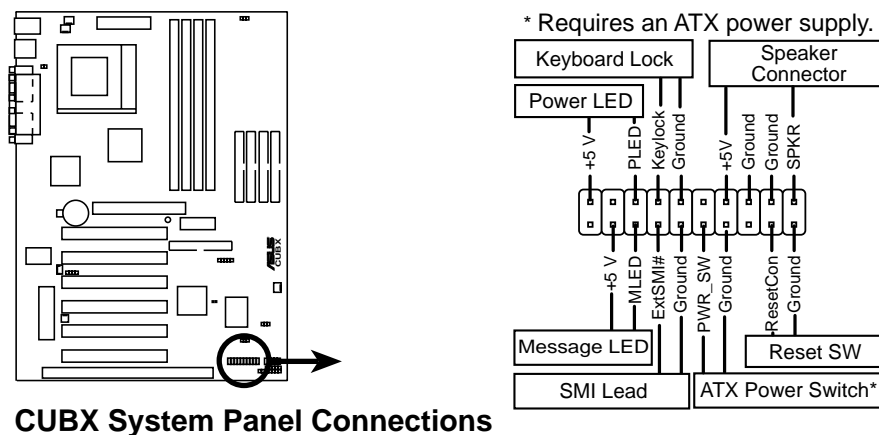 * Requires an ATX power supply.
Keyboard Lock
Speaker
Connector
Power LED
+5 V
PLED
Keylock
Ground
+5V
Ground
Ground
SPKR
+5 V
MLED
ExtSMI#
Ground
PWR_SW
Ground
ResetCon
Ground
Message LED
Reset SW
SMI Lead
ATX Power Switch*
ASUS
CUBX
CUBX System Panel Connections